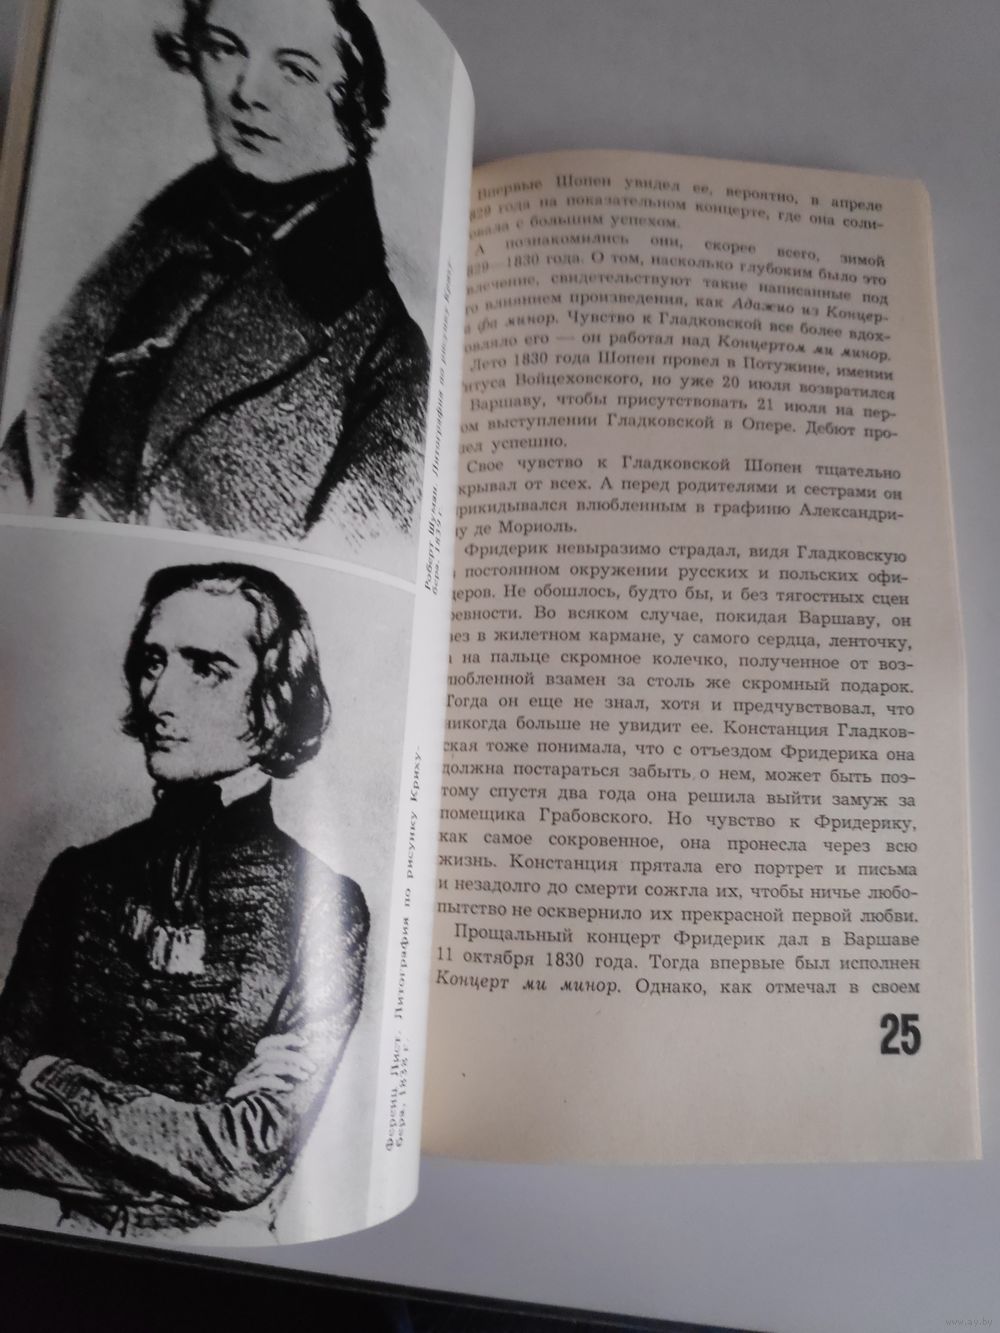 Роберт Шуман. Литография по рисунку Криху-
бера, 1839 г.
Ференц Лист. Литография по рисунку Криху-
бера, 1838 г.
Впервые Шопен увидел ее, вероятно, в апреле
829 года на показательном концерте, где она соли-
овала с большим успехом.
А познакомились они, скорее всего, зимой
829—1830 года. О том, насколько глубоким было это
влечение, свидетельствуют такие написанные под
го влиянием произведения, как Адажио из Концер-
а фа минор. Чувство к Гладковской все более вдох-
овляло его — он работал над Концертом ми минор.
Лето 1830 года Шопен провел в Потужине, имении
итуса Войцеховского, но уже 20 июля возвратился
Варшаву, чтобы присутствовать 21 июля на пер-
ом выступлении Гладковской в Опере. Дебют про-
ел успешно.
Свое чувство к Гладковской Шопен тщательно
крывал от всех. А перед родителями и сестрами он
прикидывался влюбленным в графиню Александри-
ну де Мориоль.
Фридерик невыразимо страдал, видя Гладковскую
постоянном окружении русских и польских офи-
церов. Не обошлось, будто бы, и без тягостных сцен
ревности. Во всяком случае, покидая Варшаву, он
вез в жилетном кармане, у самого сердца, ленточку,
а на пальце скромное колечко, полученное от воз-
любленной взамен за столь же скромный подарок.
Тогда он еще не знал, хотя и предчувствовал, что
никогда больше не увидит ее. Констанция Гладков-
ская тоже понимала, что с отъездом Фридерика она
должна постараться забыть о нем, может быть поэ-
тому спустя два года она решила выйти замуж за
помещика Грабовского. Но чувство к Фридерику,
как самое сокровенное, она пронесла через всю
жизнь. Констанция прятала его портрет и письма
и незадолго до смерти сожгла их, чтобы ничье любо-
пытство не осквернило их прекрасной первой любви.
Прощальный концерт Фридерик дал в Варшаве
11 октября 1830 года. Тогда впервые был исполнен
Концерт ми минор. Однако, как отмечал в своем
25
www.ay.by